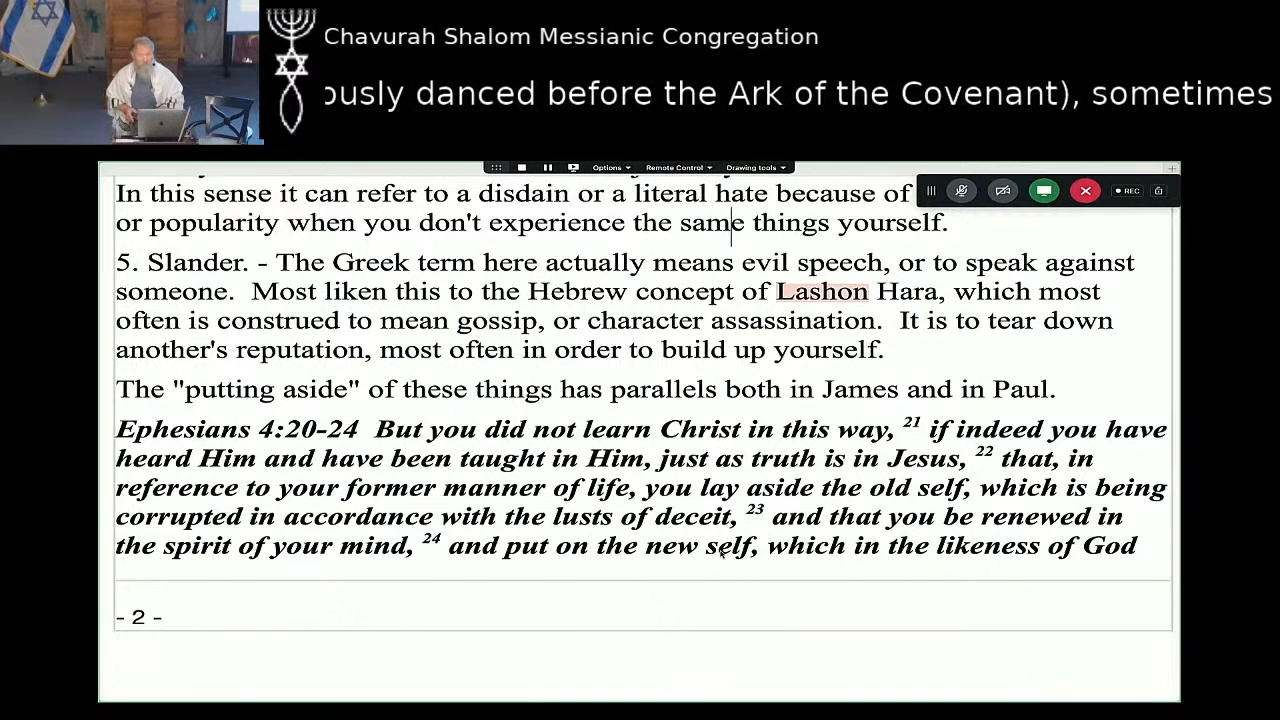 Chavurah Shalom Messianic Congregation
ously danced before the Ark of the Covenant), sometimes
Options
Remote Control
Drawing tools
In this sense it can refer to a disdain or a literal hate because of
REC
or popularity when you don't experience the same things yourself.
5. Slander. - The Greek term here actually means evil speech, or to speak against
someone. Most liken this to the Hebrew concept of Lashon Hara, which most
often is construed to mean gossip, or character assassination. It is to tear down
another's reputation, most often in order to build up yourself.
The "putting aside" of these things has parallels both in James and in Paul.
Ephesians 4:20-24 But you did not learn Christ in this way, 21 if indeed you have
heard Him and have been taught in Him, just as truth is in Jesus, 22 that, in
reference to your former manner of life, you lay aside the old self, which is being
corrupted in accordance with the lusts of deceit, 23 and that you be renewed in
the spirit of your mind, 24 and put on the new self, which in the likeness of God
- 2 -